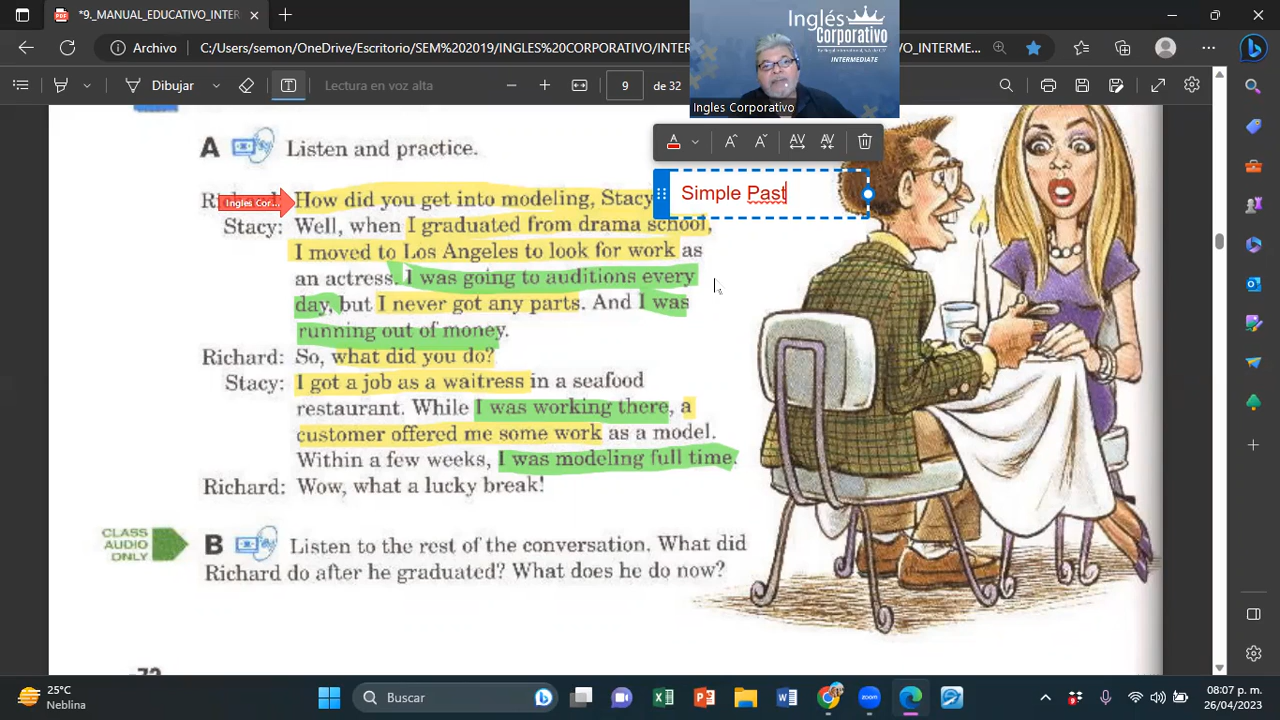 *9_MANUAL_EDUCATIVO_INTER
Archivo
C:/Users/semon/OneDrive/Escritorio/SEM%202019/INGLES%20CORPORATIVO/INTER
_INTERME...
Inglés
Corporativo
INTERMEDIATE
Ingles Corporativo
Dibujar
Lectura en voz alta
9
de 32
A Listen and practice.
Simple Past
Ingles Cor...
How did you get into modeling, Stacy
Stacy: Well, when I graduated from drama school,
I moved to Los Angeles to look for work as
an actress. I was going to auditions every
day, but I never got any parts. And I was
running out of money.
Richard: So, what did you do?
Stacy: I got a job as a waitress in a seafood
restaurant. While I was working there, a
customer offered me some work as a model.
Within a few weeks, I was modeling full time.
Richard: Wow, what a lucky break!
CLASS
AUDIO
ONLY
B Listen to the rest of the conversation. What did
Richard do after he graduated? What does he do now?
25°C
Neblina
Buscar
zoom
08:07 p. m.
26/04/2023